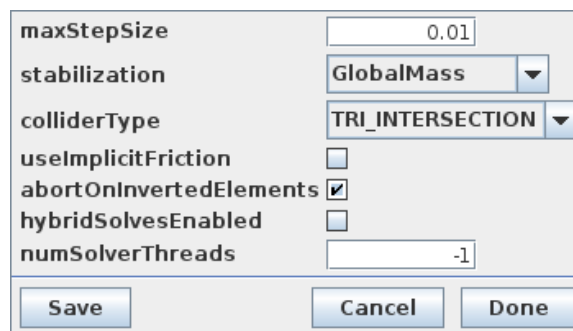 maxStepSize 0.01
stabilization GlobalMass
colliderType TRI_INTERSECTION
useImplicitFriction
abortOnInvertedElements
hybridSolvesEnabled
numSolverThreads -1
Save Cancel Done